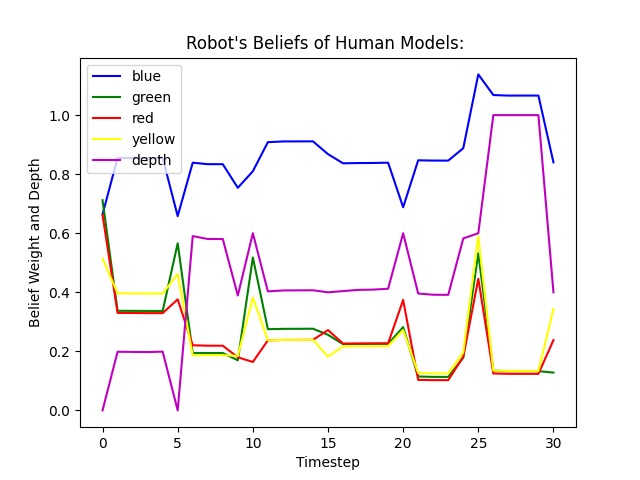 Robot's Beliefs of Human Models:
blue
green
red
yellow
depth
Belief Weight and Depth
1.0
0.8
0.6
0.4
0.2
0.0
0 5 10 15 20 25 30
Timestep